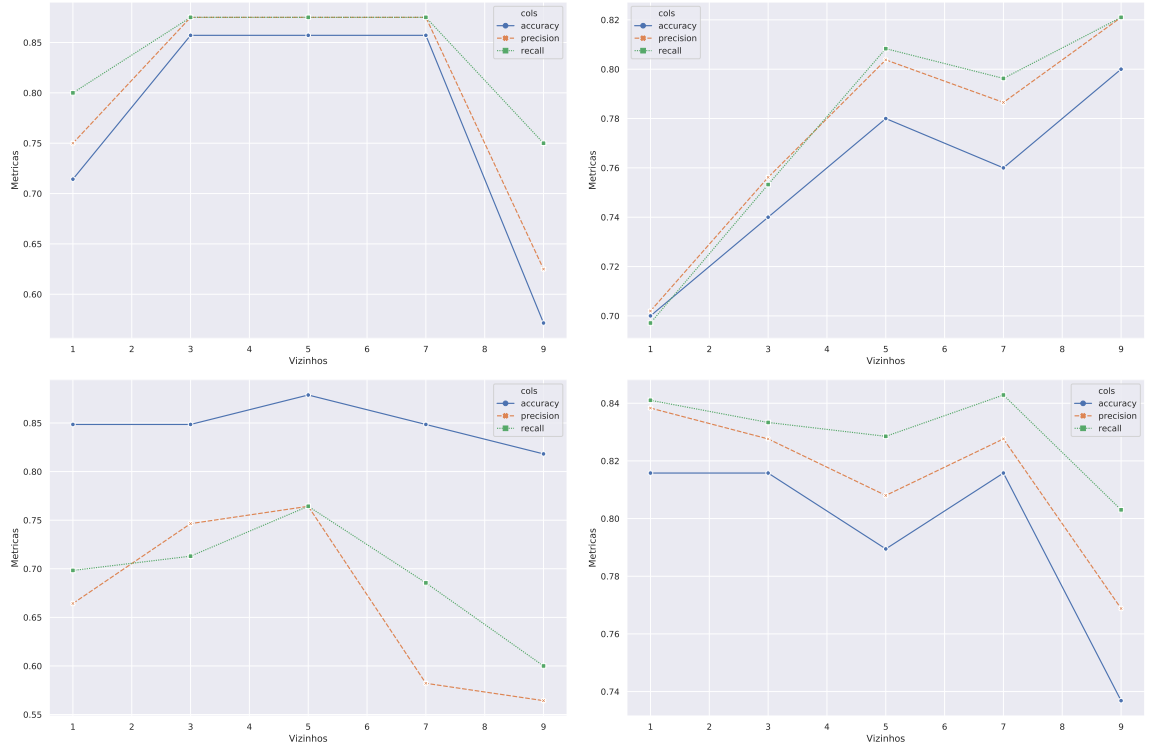 cols
accuracy
precision
recall
0.85
0.80
0.75
0.70
0.65
0.60
Metricas
1 2 3 4 5 6 7 8 9
Vizinhos
cols
accuracy
precision
recall
0.82
0.80
0.78
0.76
0.74
0.72
0.70
Metricas
1 2 3 4 5 6 7 8 9
Vizinhos
cols
accuracy
precision
recall
0.85
0.80
0.75
0.70
0.65
0.60
0.55
Metricas
1 2 3 4 5 6 7 8 9
Vizinhos
cols
accuracy
precision
recall
0.84
0.82
0.80
0.78
0.76
0.74
Metricas
1 2 3 4 5 6 7 8 9
Vizinhos